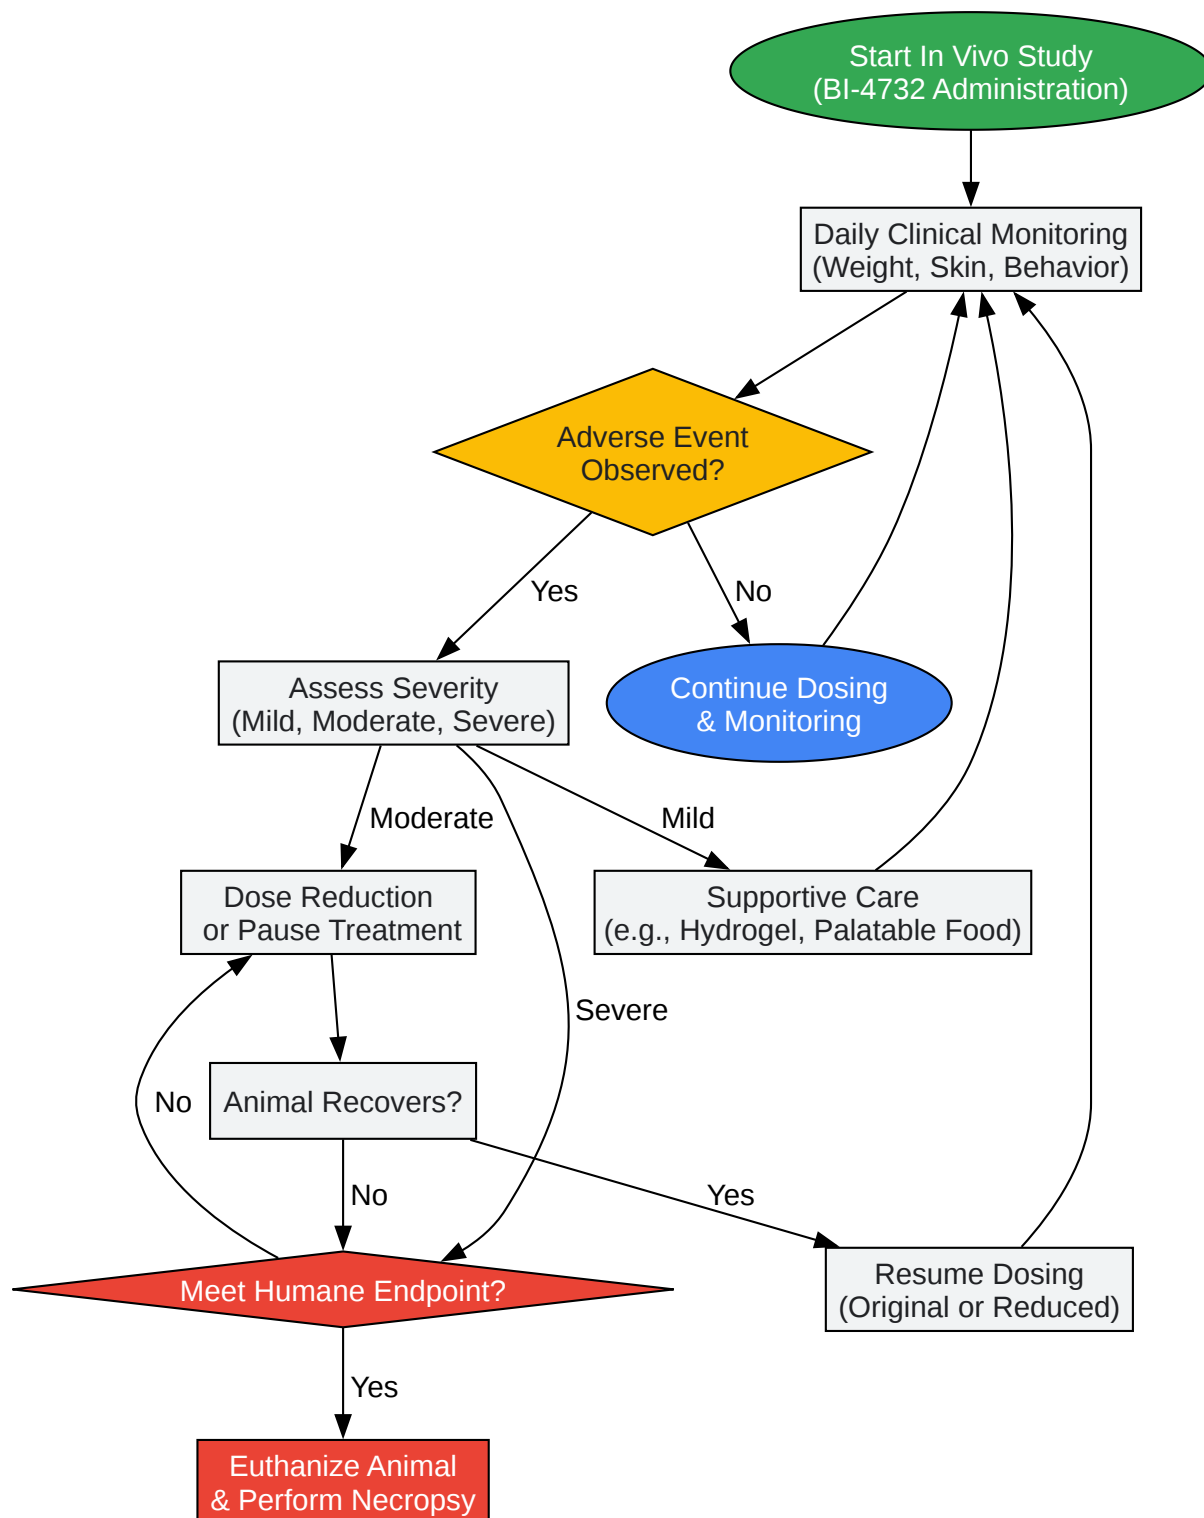 Start In Vivo Study
(BI-4732 Administration)
Daily Clinical Monitoring
(Weight, Skin, Behavior)
Adverse Event
Observed?
Yes
No
Assess Severity
(Mild, Moderate, Severe)
Continue Dosing
& Monitoring
Moderate
Mild
Dose Reduction
or Pause Treatment
Supportive Care
(e.g., Hydrogel, Palatable Food)
Severe
No
Animal Recovers?
No
Yes
Meet Humane Endpoint?
Resume Dosing
(Original or Reduced)
Yes
Euthanize Animal
& Perform Necropsy